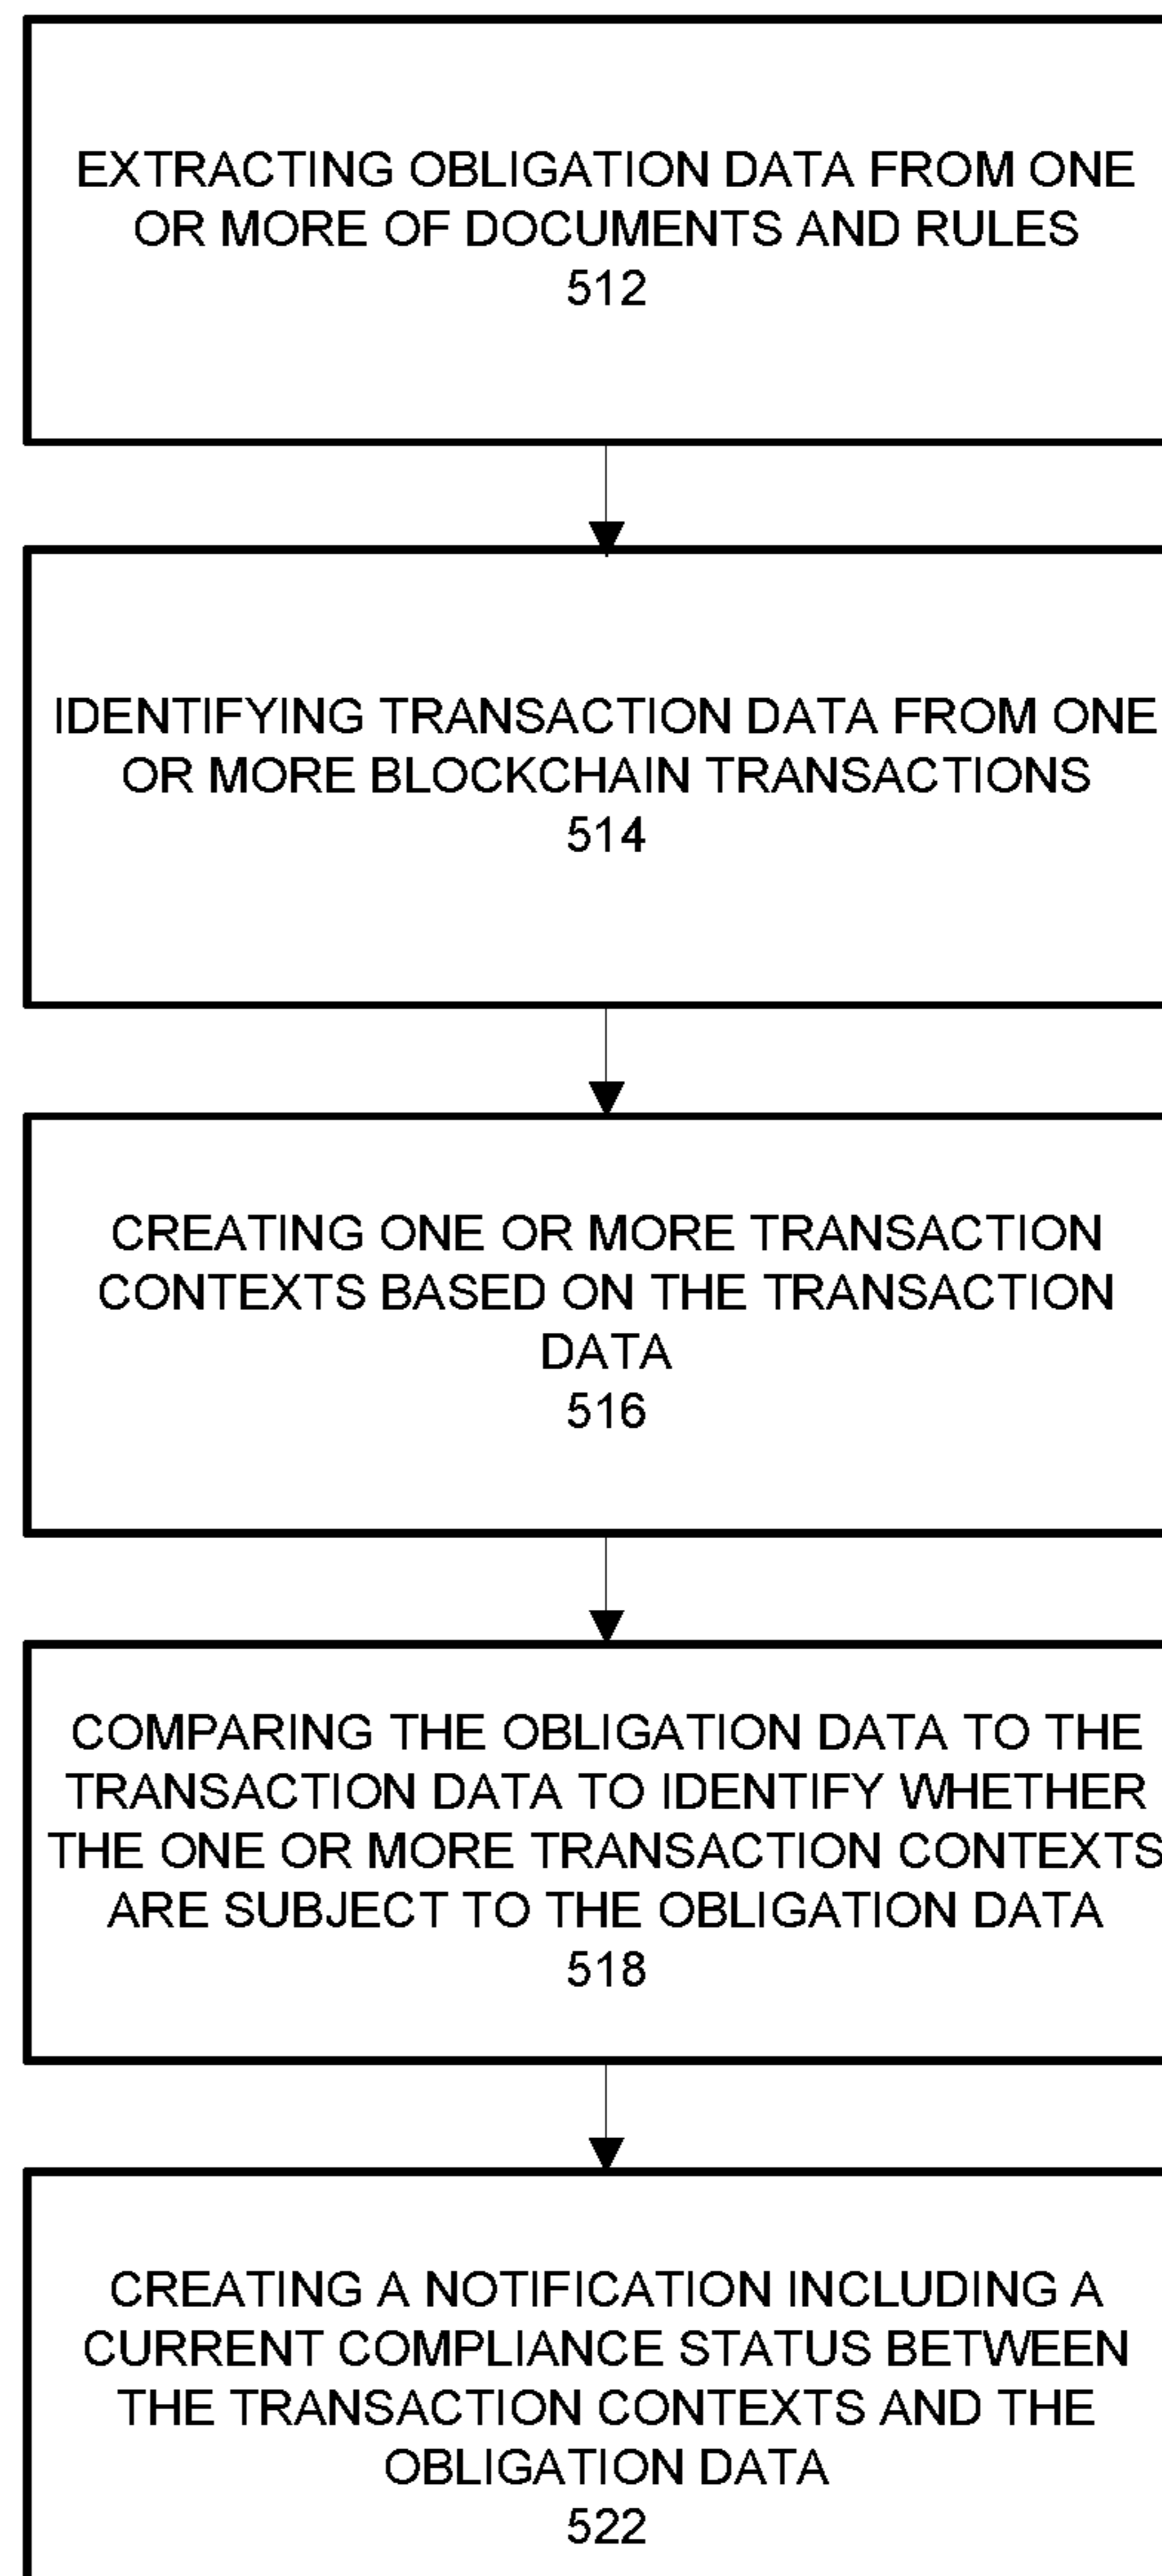 EXTRACTING OBLIGATION DATA FROM ONE
OR MORE OF DOCUMENTS AND RULES
512
IDENTIFYING TRANSACTION DATA FROM ONE
OR MORE BLOCKCHAIN TRANSACTIONS
514
CREATING ONE OR MORE TRANSACTION
CONTEXTS BASED ON THE TRANSACTION
DATA
516
COMPARING THE OBLIGATION DATA TO THE
TRANSACTION DATA TO IDENTIFY WHETHER
THE ONE OR MORE TRANSACTION CONTEXTS
ARE SUBJECT TO THE OBLIGATION DATA
518
CREATING A NOTIFICATION INCLUDING A
CURRENT COMPLIANCE STATUS BETWEEN
THE TRANSACTION CONTEXTS AND THE
OBLIGATION DATA
522